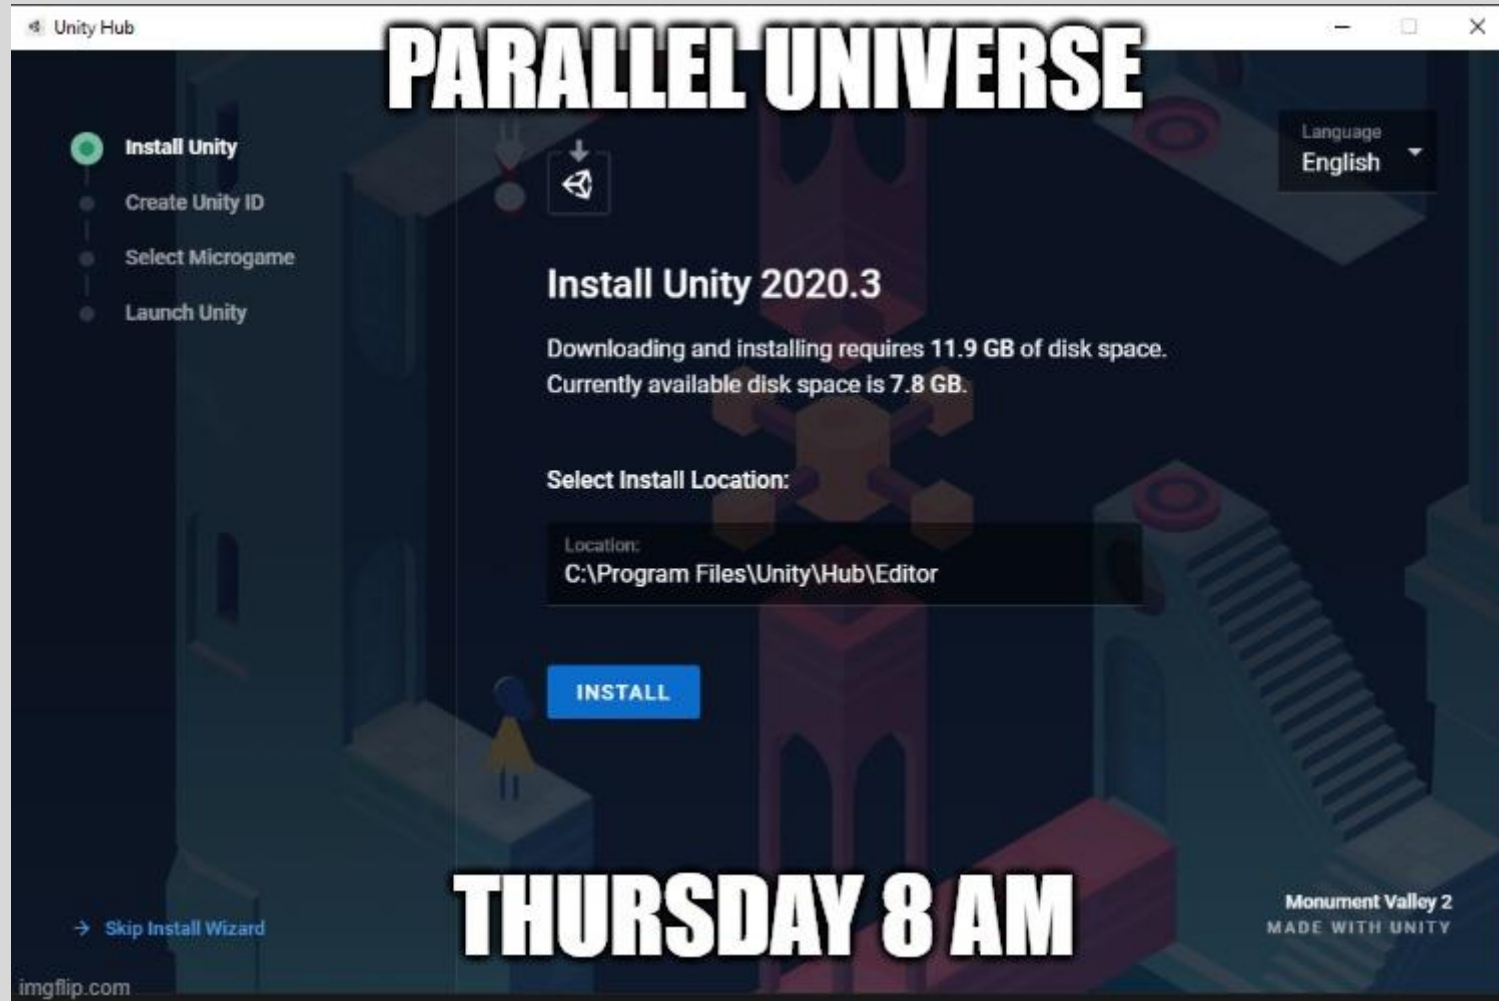 Unity Hub
PARALLEL UNIVERSE
Install Unity
Create Unity ID
Select Microgame
Launch Unity
Language
English
Install Unity 2020.3
Downloading and installing requires 11.9 GB of disk space.
Currently available disk space is 7.8 GB.
Select Install Location:
Location:
C:\Program Files\Unity\Hub\Editor
INSTALL
THURSDAY 8 AM
Skip Install Wizard
Monument Valley 2
MADE WITH UNITY
imgflip.com